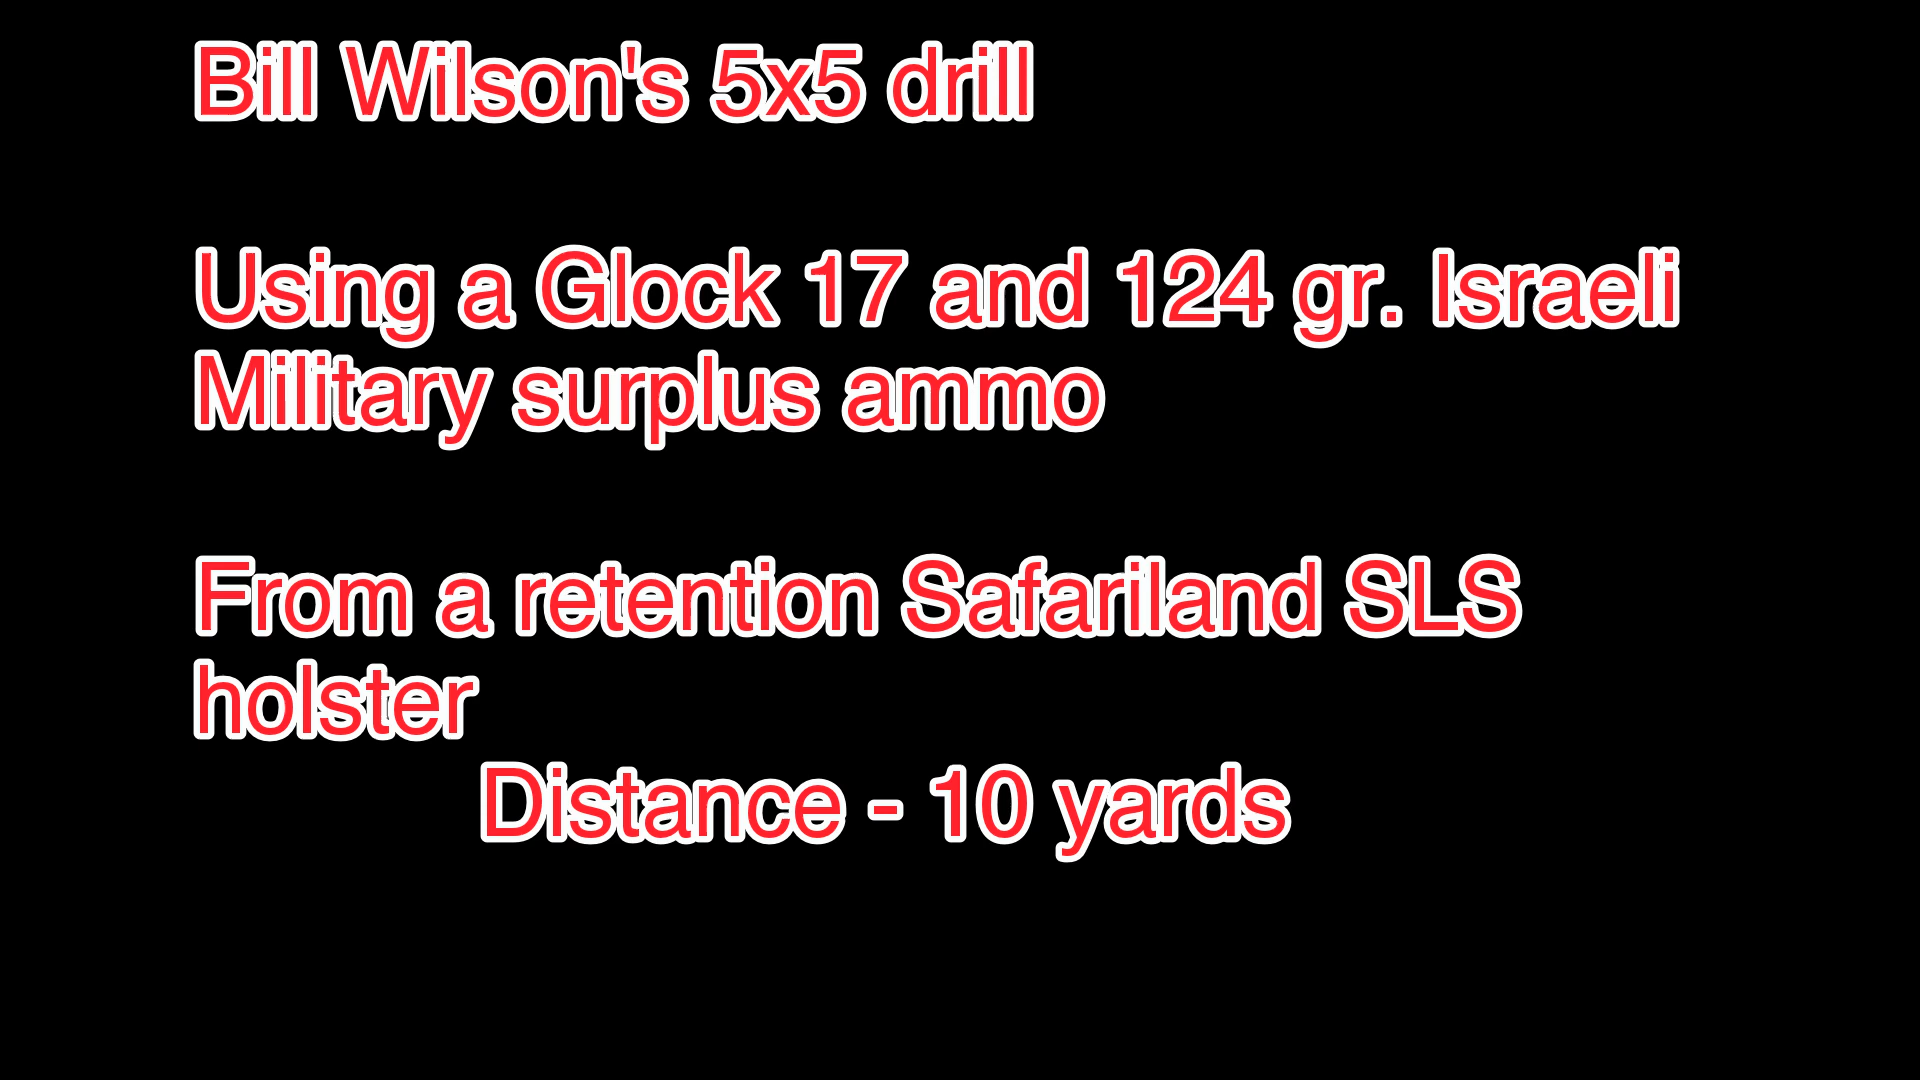 Bill Wilson's 5x5 drill
Using a Glock 17 and 124 gr. Israeli
Military surplus ammo
From a retention Safariland SLS
holster
Distance - 10 yards